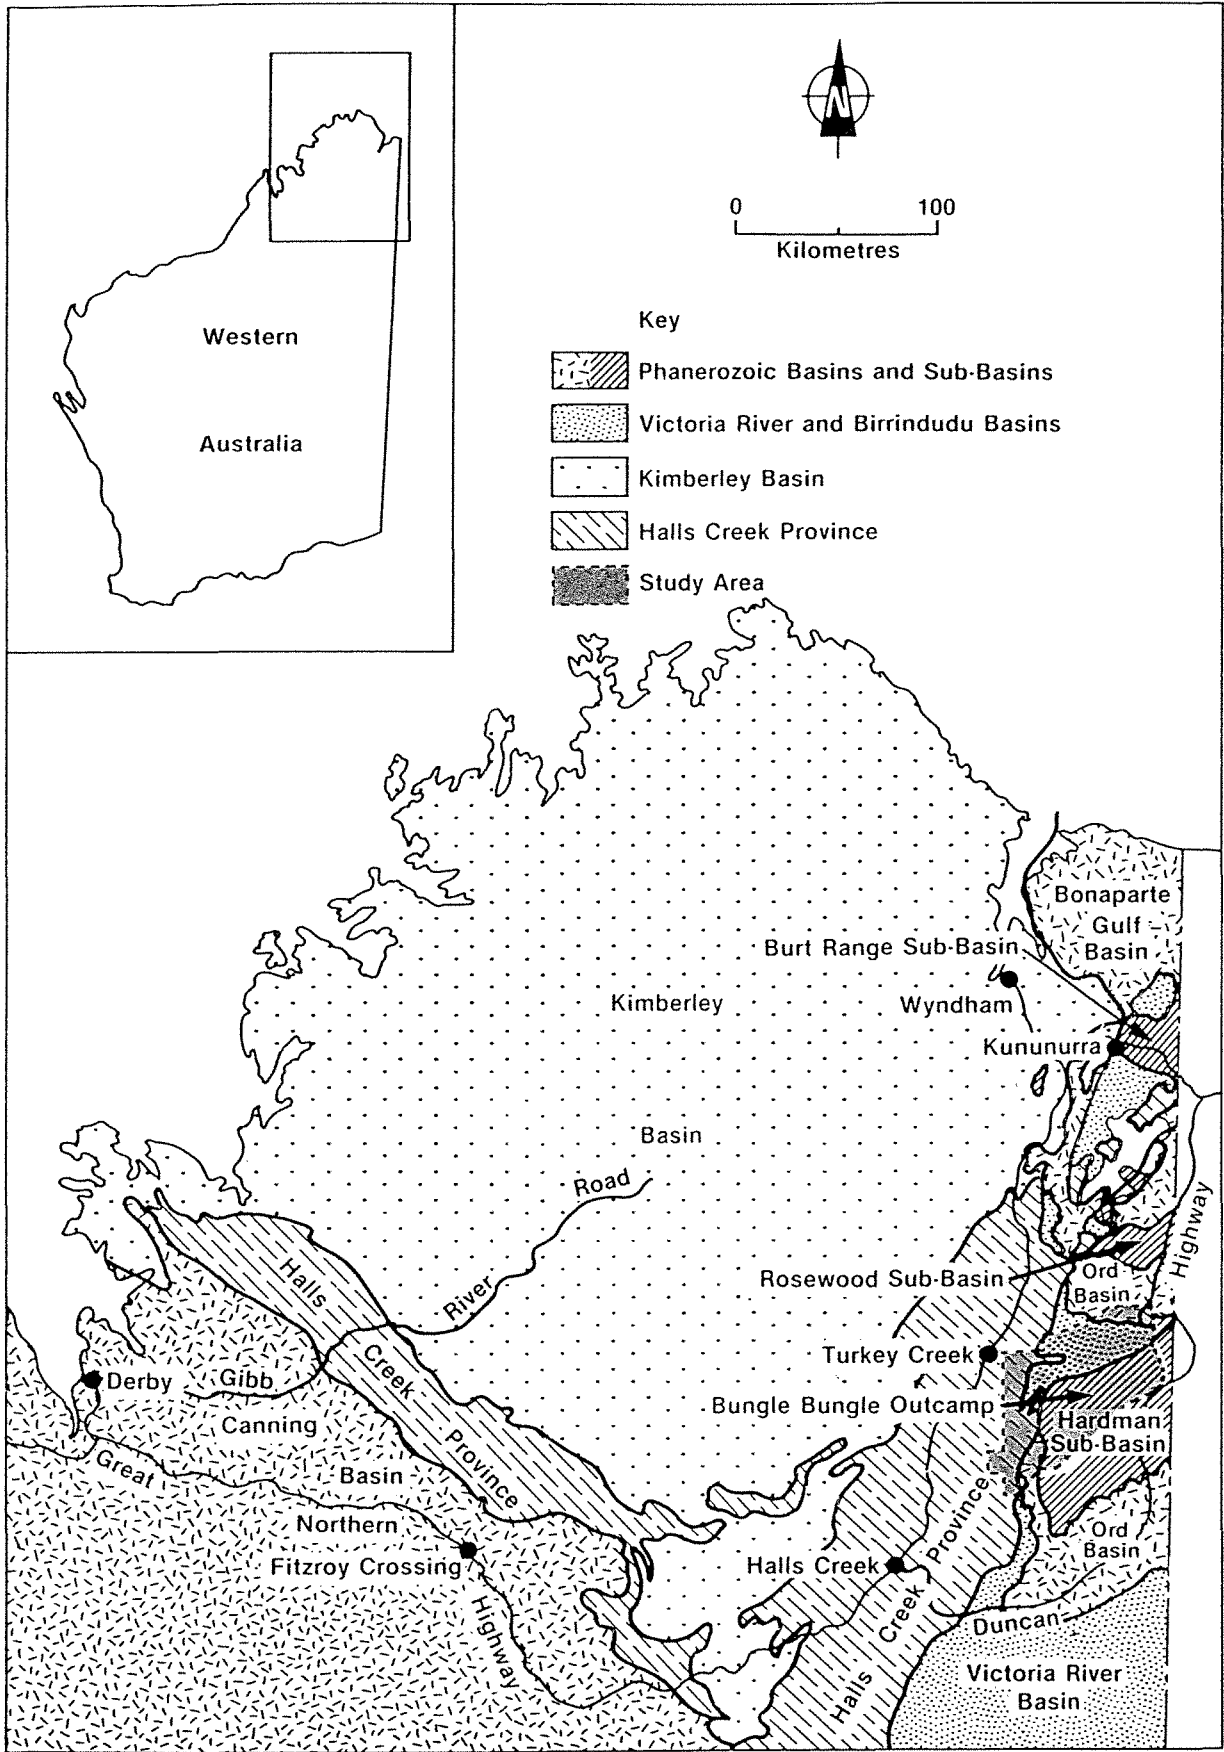 Western
Australia
N
0 100
Kilometres
Key
Phanerozoic Basins and Sub-Basins
Victoria River and Birrindudu Basins
Kimberley Basin
Halls Creek Province
Study Area
Bonaparte
Gulf
Basin
Burt Range Sub-Basin
Wyndham
Kimberley
Kununurra
Basin
River Road
Highway
Rosewood Sub-Basin
Ord
Basin
Halls Creek Province
Turkey Creek
Derby
Gibb
Bungle Bungle Outcamp
Canning
Basin
Hardman
Sub-Basin
Great
Northern
Highway
Fitzroy Crossing
Ord
Basin
Halls Creek
Halls Creek Province
Duncan
Victoria River
Basin